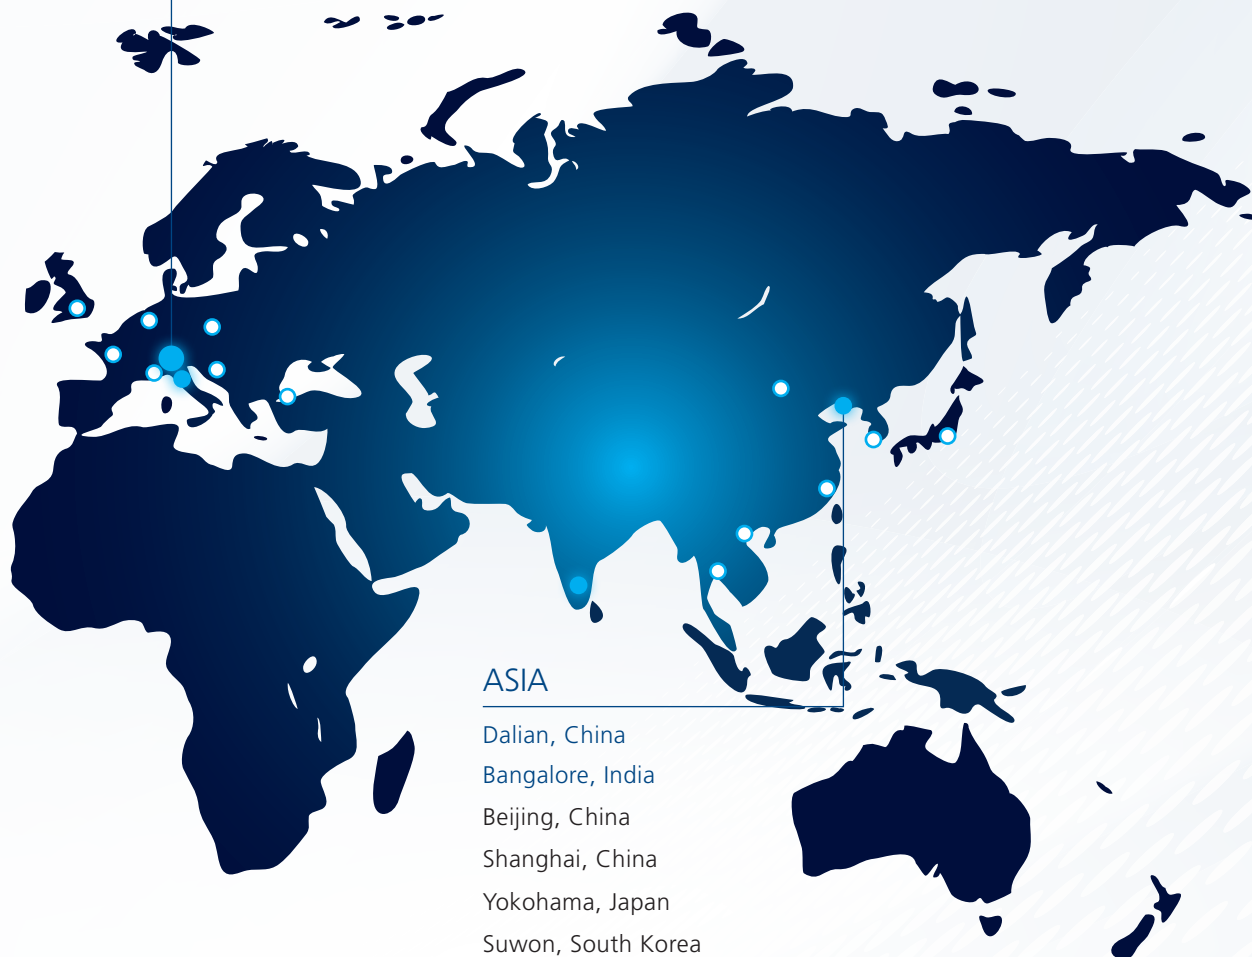 ASIA
Dalian, China
Bangalore, India
Beijing, China
Shanghai, China
Yokohama, Japan
Suwon, South Korea